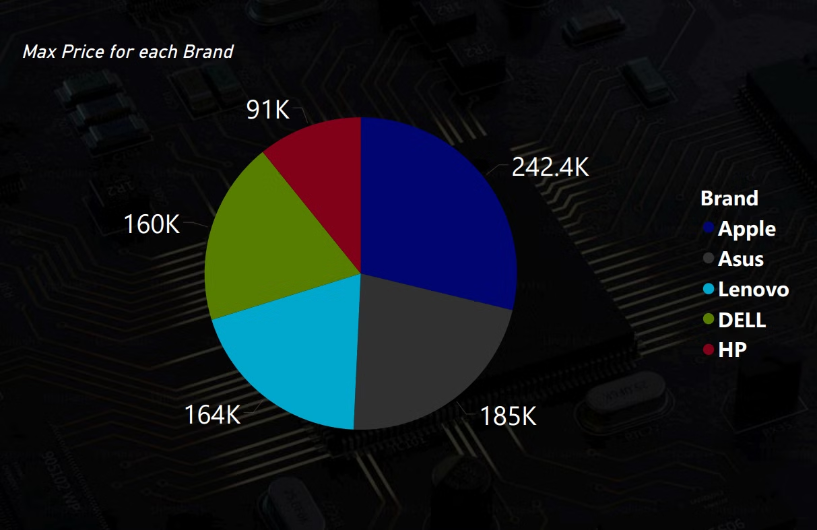 Max Price for each Brand
91K
242.4K
160K
164K
185K
Brand
Apple
Asus
Lenovo
DELL
HP